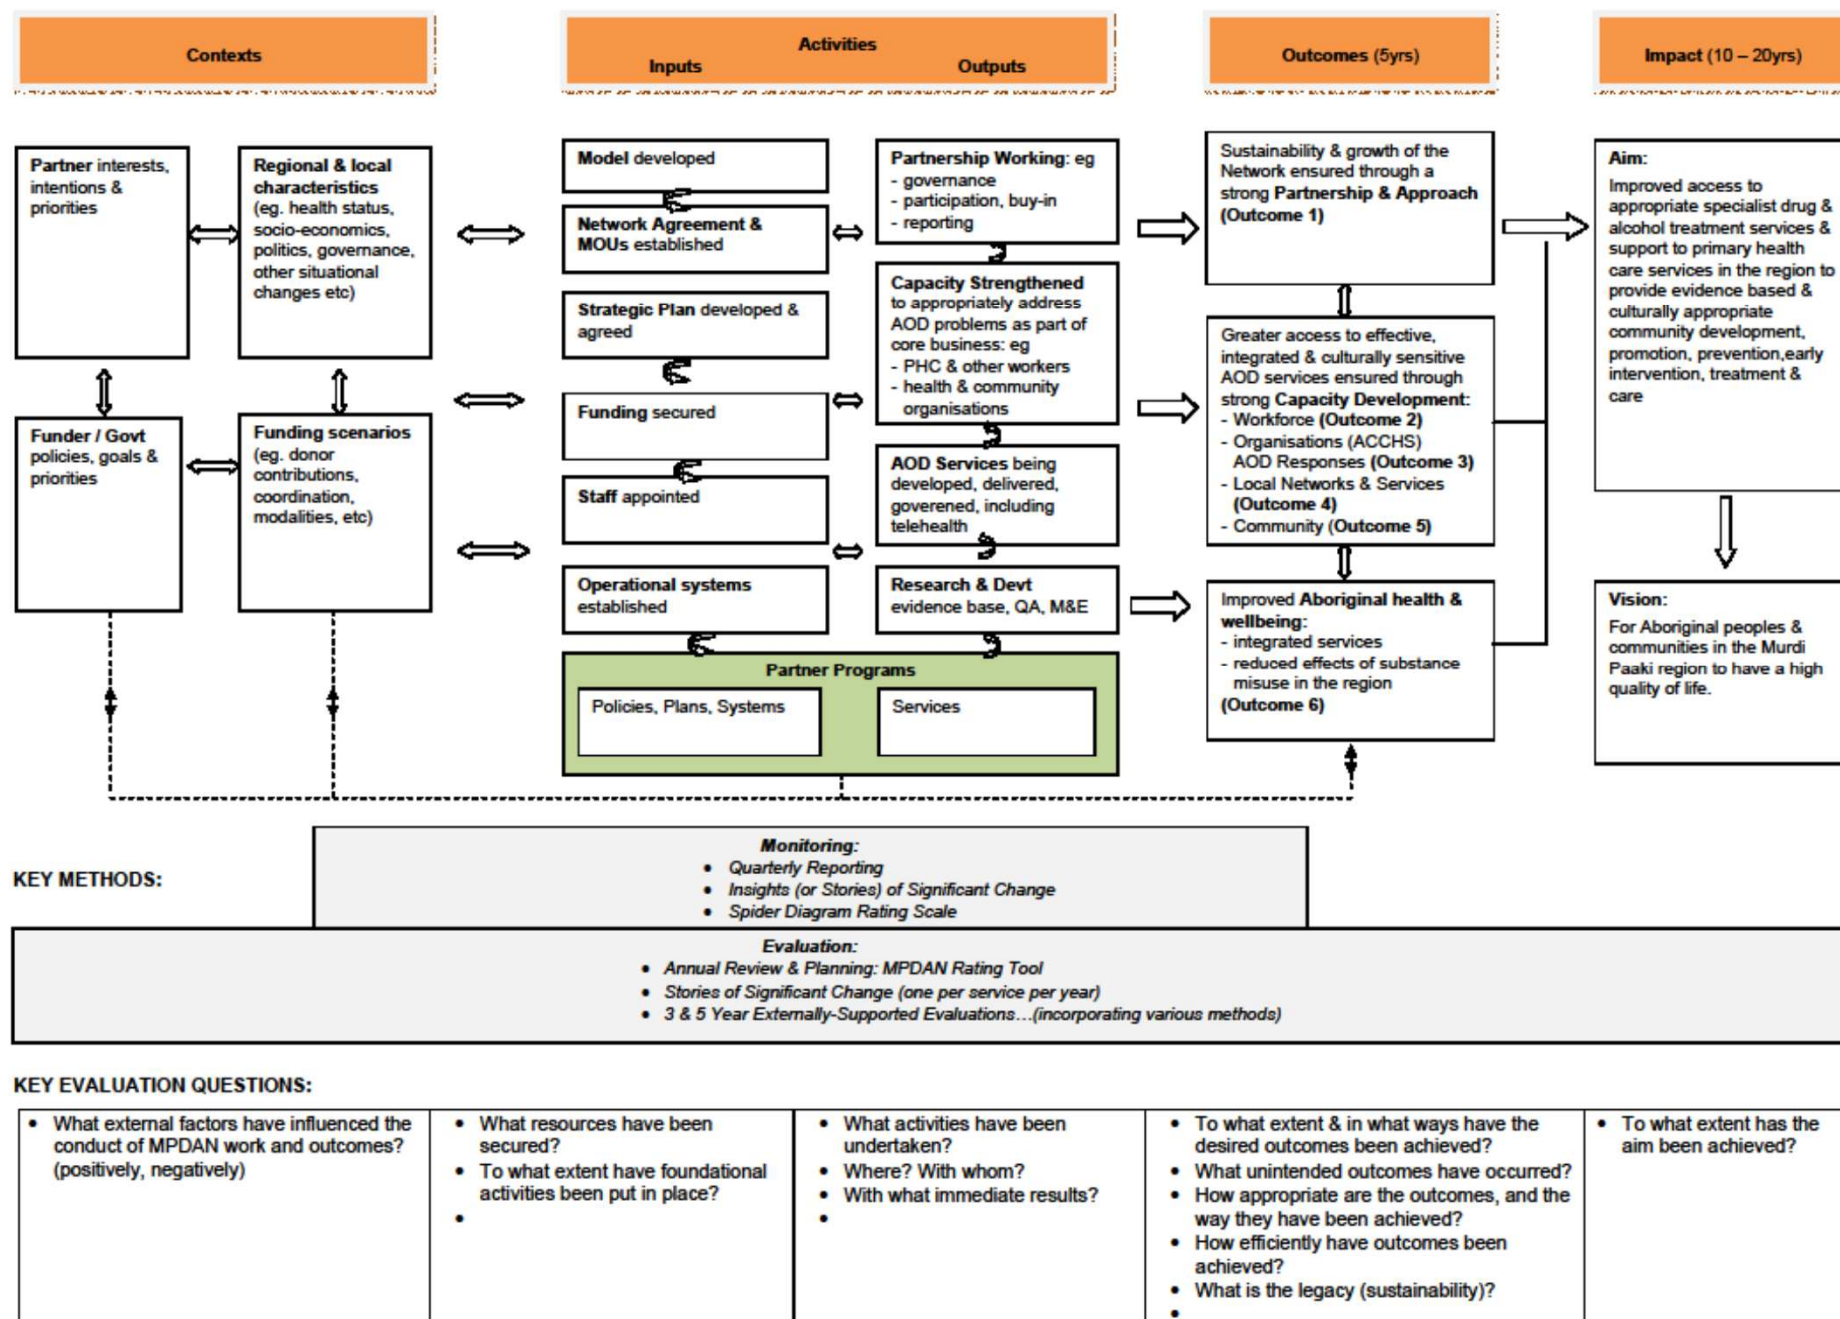 Contexts
Activities
Inputs Outputs
Outcomes (5yrs)
Impact (10 – 20yrs)
Partner interests,
intentions &
priorities
Regional & local
characteristics
(eg. health status,
socio-economics,
politics, governance,
other situational
changes etc)
Funder / Govt
policies, goals &
priorities
Funding scenarios
(eg. donor
contributions,
coordination,
modalities, etc)
Model developed
Network Agreement &
MOUs established
Strategic Plan developed &
agreed
Funding secured
Staff appointed
Operational systems
established
Partnership Working: eg
- governance
- participation, buy-in
- reporting
Capacity Strengthened
to appropriately address
AOD problems as part of
core business: eg
- PHC & other workers
- health & community
organisations
AOD Services being
developed, delivered,
goverened, including
telehealth
Research & Devt
evidence base, QA, M&E
Partner Programs
Policies, Plans, Systems
Services
Sustainability & growth of the
Network ensured through a
strong Partnership & Approach
(Outcome 1)
Greater access to effective,
integrated & culturally sensitive
AOD services ensured through
strong Capacity Development:
- Workforce (Outcome 2)
- Organisations (ACCHS)
AOD Responses (Outcome 3)
- Local Networks & Services
(Outcome 4)
- Community (Outcome 5)
Improved Aboriginal health &
wellbeing:
- integrated services
- reduced effects of substance
misuse in the region
(Outcome 6)
Aim:
Improved access to
appropriate specialist drug &
alcohol treatment services &
support to primary health
care services in the region to
provide evidence based &
culturally appropriate
community development,
promotion, prevention,early
intervention, treatment &
care
Vision:
For Aboriginal peoples &
communities in the Murdi
Paaki region to have a high
quality of life.
KEY METHODS:
Monitoring:
• Quarterly Reporting
• Insights (or Stories) of Significant Change
• Spider Diagram Rating Scale
Evaluation:
• Annual Review & Planning: MPDAN Rating Tool
• Stories of Significant Change (one per service per year)
• 3 & 5 Year Externally-Supported Evaluations…(incorporating various methods)
KEY EVALUATION QUESTIONS:
• What external factors have influenced the
conduct of MPDAN work and outcomes?
(positively, negatively)
• What resources have been
secured?
• To what extent have foundational
activities been put in place?
•
• What activities have been
undertaken?
• Where? With whom?
• With what immediate results?
•
• To what extent & in what ways have the
desired outcomes been achieved?
• What unintended outcomes have occurred?
• How appropriate are the outcomes, and the
way they have been achieved?
• How efficiently have outcomes been
achieved?
• What is the legacy (sustainability)?
•
• To what extent has the
aim been achieved?